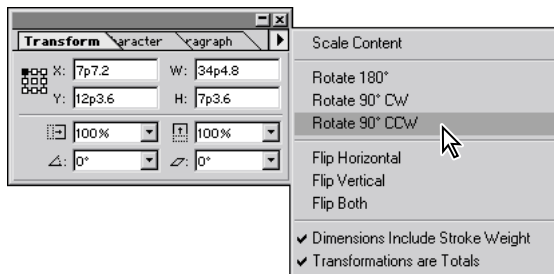 Transform aracter ragraph
X: 7p7.2 W: 34p4.8
Y: 12p3.6 H: 7p3.6
100% 100%
0° 0°
Scale Content
Rotate 180°
Rotate 90° CW
Rotate 90° CCW
Flip Horizontal
Flip Vertical
Flip Both
✔ Dimensions Include Stroke Weight
✔ Transformations are Totals